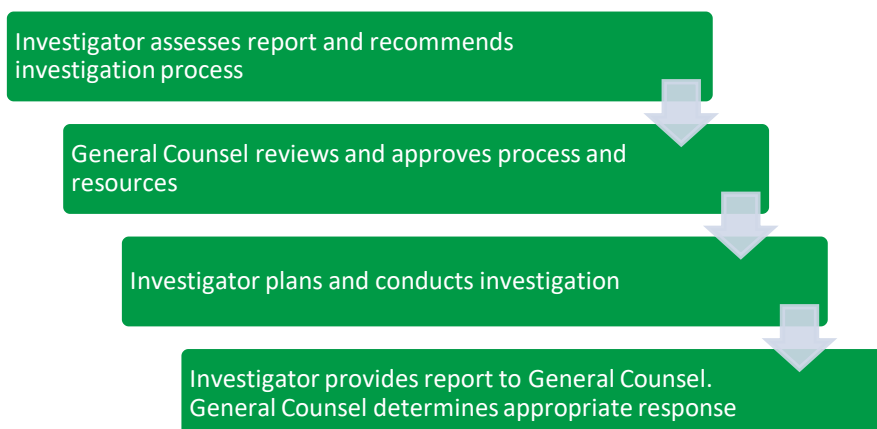 Investigator assesses report and recommends
investigation process
General Counsel reviews and approves process and
resources
Investigator plans and conducts investigation
Investigator provides report to General Counsel.
General Counsel determines appropriate response